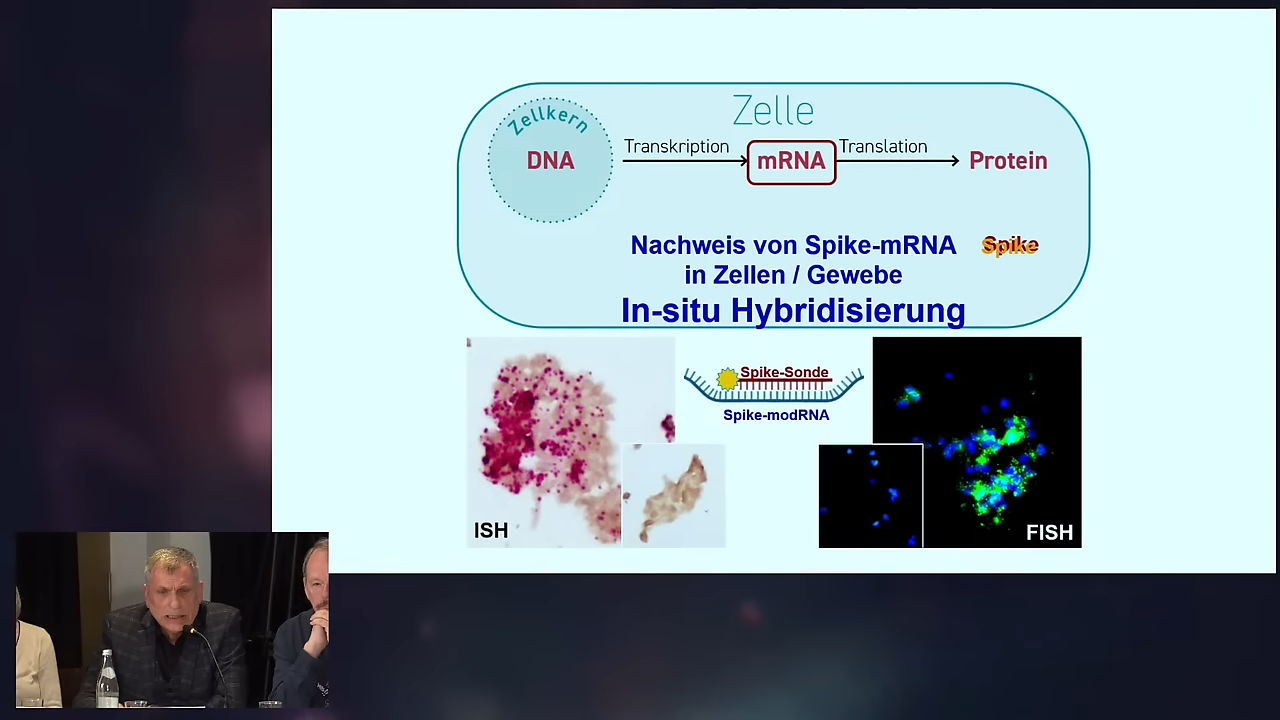 Zelle
Zellkern
DNA
Transkription
mRNA
Translation
Protein
Nachweis von Spike-mRNA
in Zellen / Gewebe
In-situ Hybridisierung
Spike
Spike
Spike-Sonde
Spike-modRNA
ISH
FISH